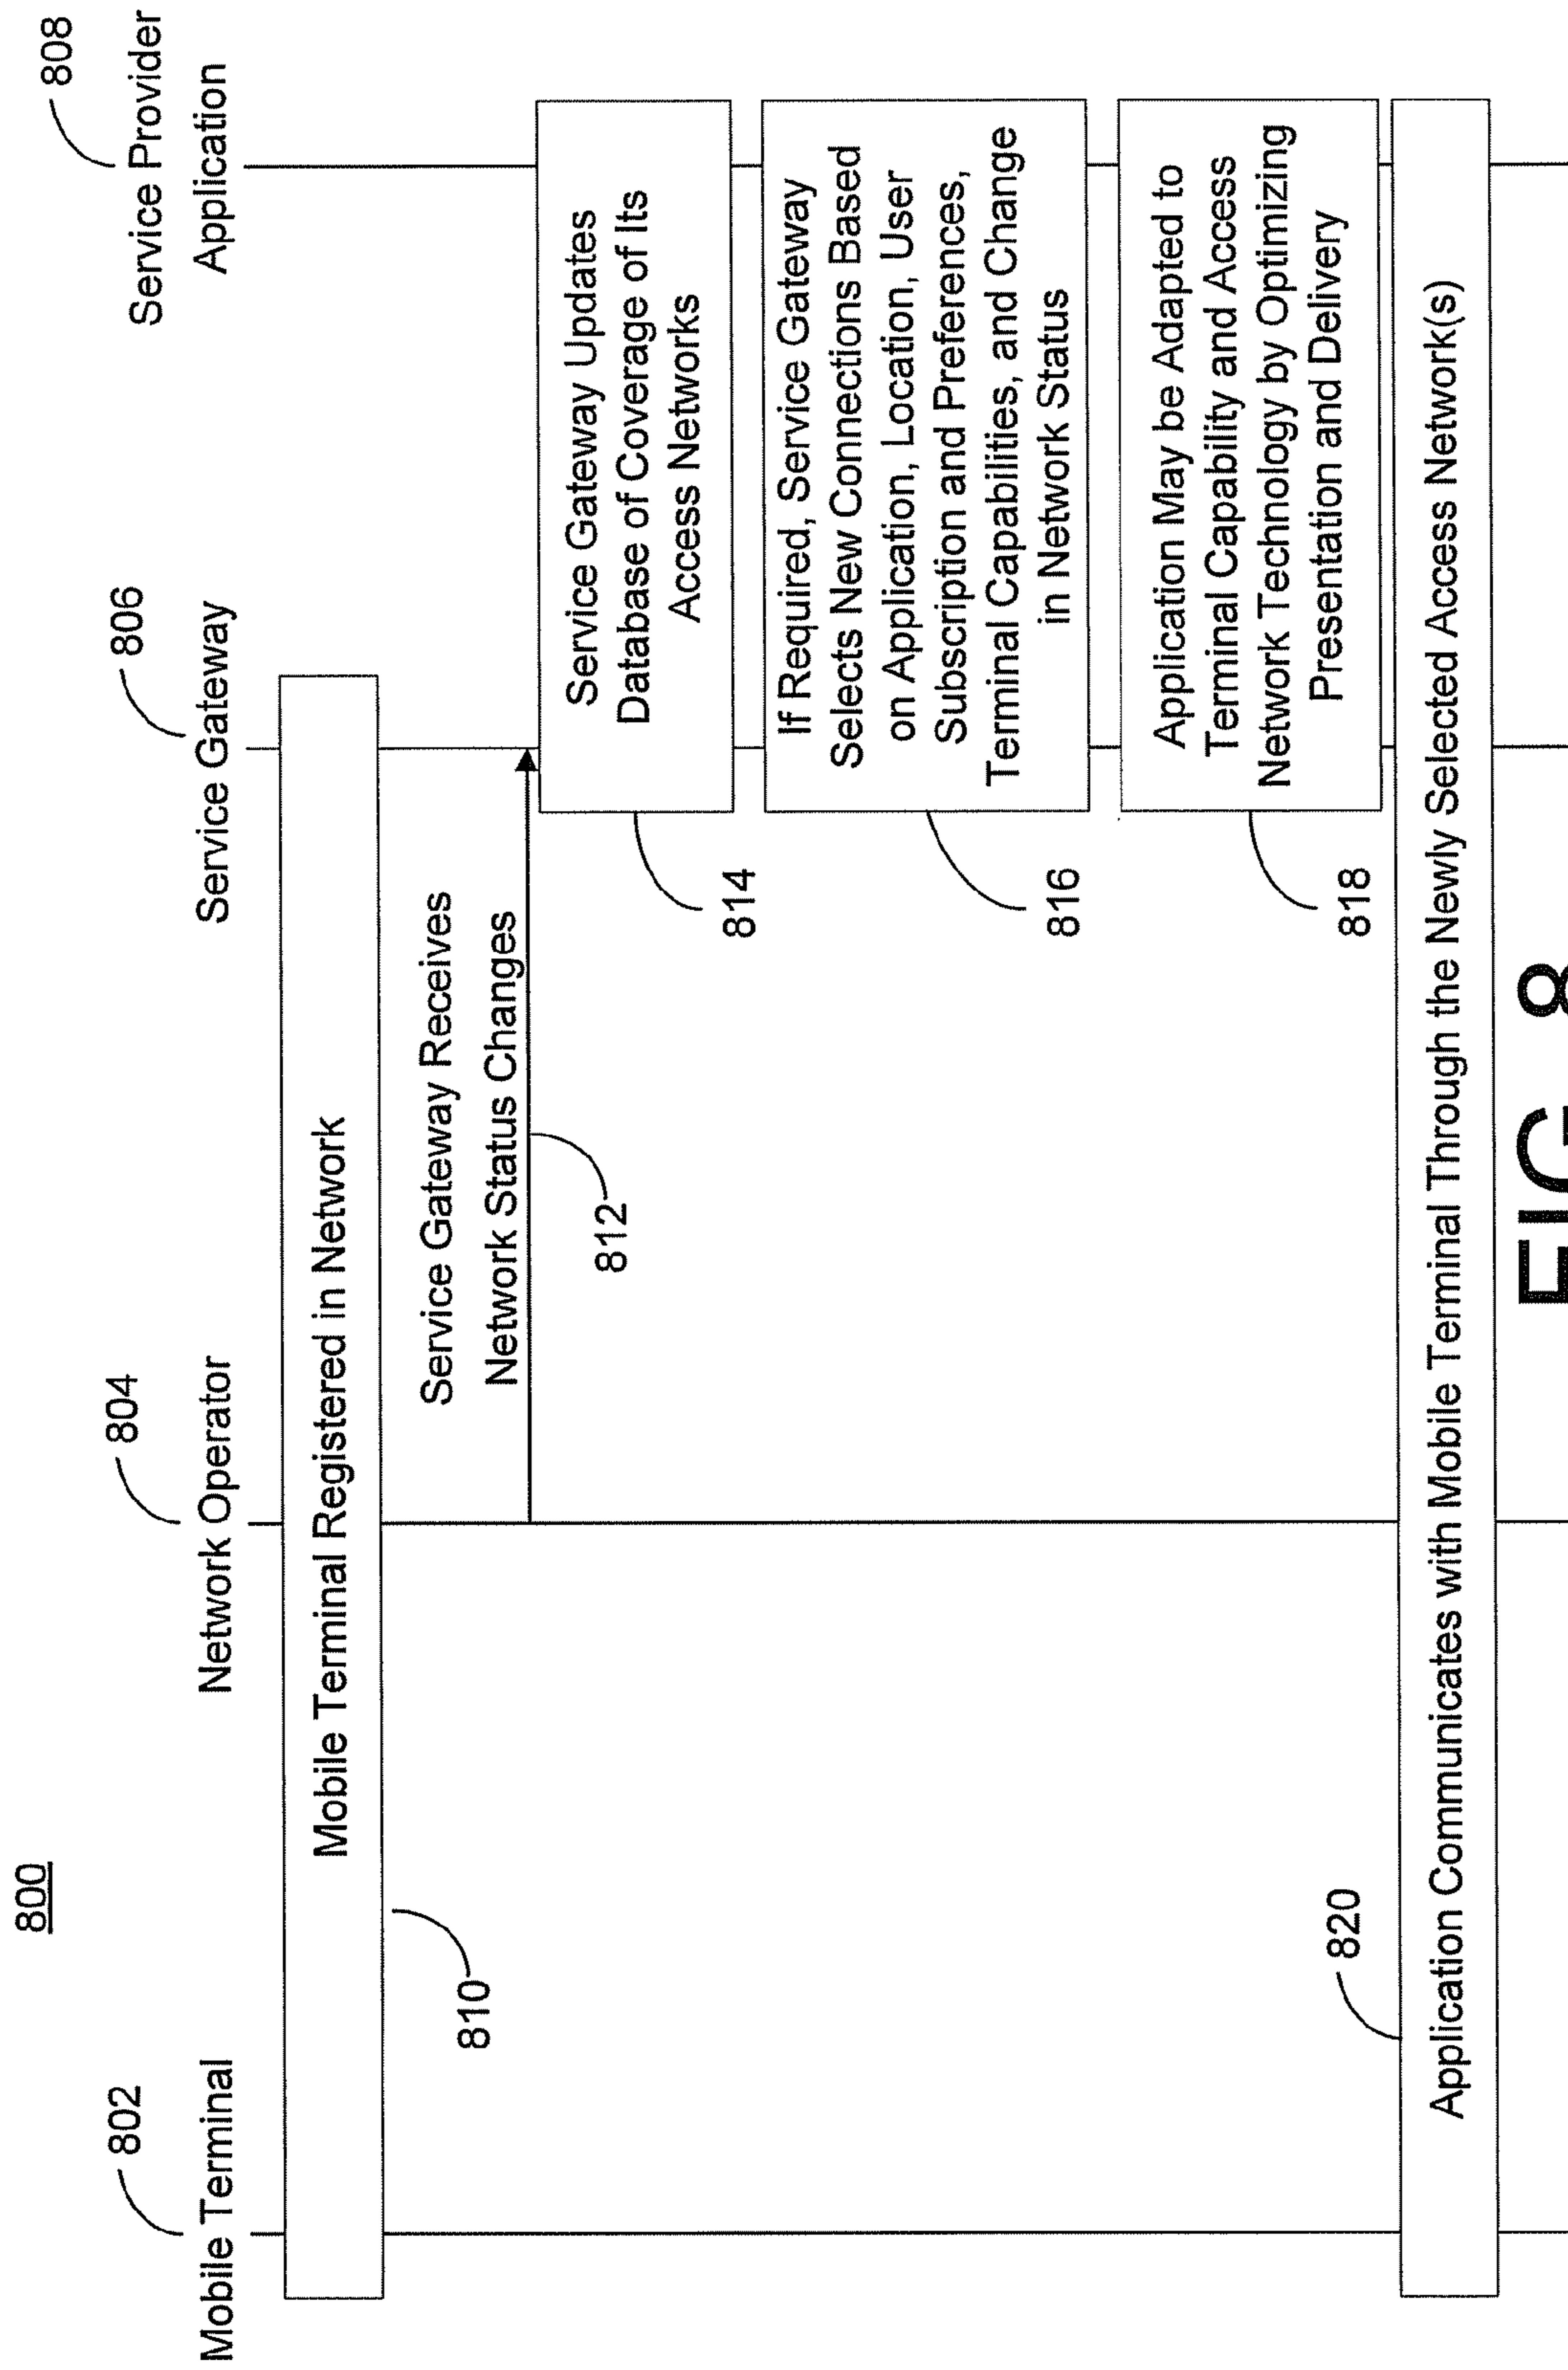 800
802
Mobile Terminal
804
Network Operator
806
Service Gateway
808
Service Provider
Application
Mobile Terminal Registered in Network
810
Service Gateway Receives
Network Status Changes
812
Service Gateway Updates
Database of Coverage of Its
Access Networks
814
If Required, Service Gateway
Selects New Connections Based
on Application, Location, User
Subscription and Preferences,
Terminal Capabilities, and Change
in Network Status
816
Application May be Adapted to
Terminal Capability and Access
Network Technology by Optimizing
Presentation and Delivery
818
820
Application Communicates with Mobile Terminal Through the Newly Selected Access Network(s)
FIG. 8